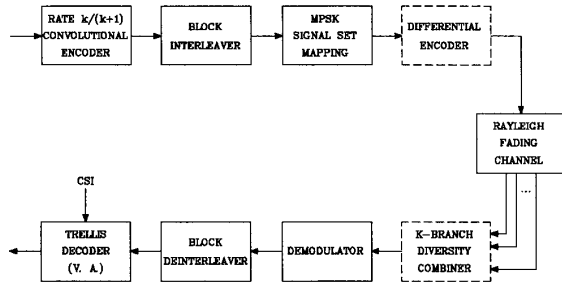 RATE k/(k+1)
CONVOLUTIONAL
ENCODER
BLOCK
INTERLEAVER
MPSK
SIGNAL SET
MAPPING
DIFFERENTIAL
ENCODER
RAYLEIGH
FADING
CHANNEL
...
CSI
TRELLIS
DECODER
(V. A.)
BLOCK
DEINTERLEAVER
DEMODULATOR
K-BRANCH
DIVERSITY
COMBINER